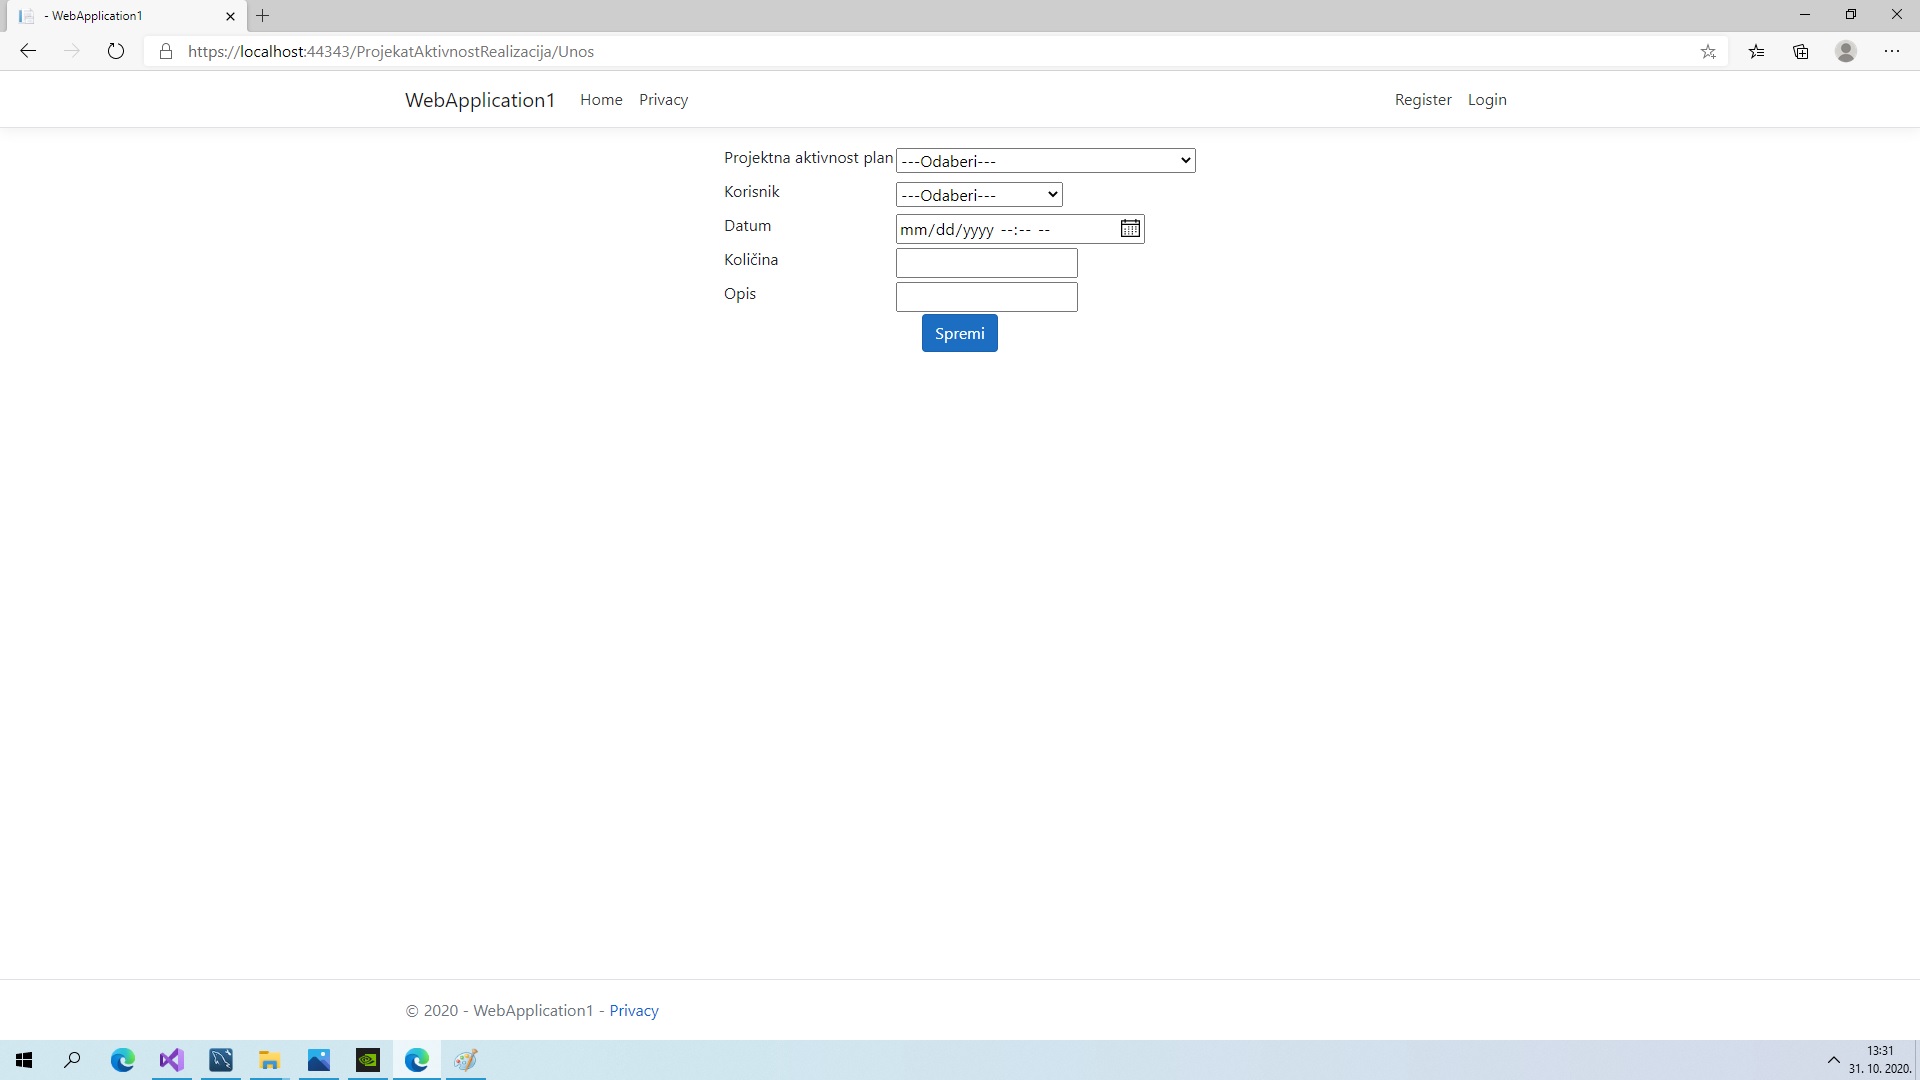 - WebApplication1
https://localhost:44343/ProjekatAktivnostRealizacija/Unos
WebApplication1 Home Privacy Register Login
Projektna aktivnost plan ---Odaberi---
Korisnik ---Odaberi---
Datum mm/dd/yyyy --:-- --
Količina
Opis
Spremi
© 2020 - WebApplication1 - Privacy
13:31
31. 10. 2020.